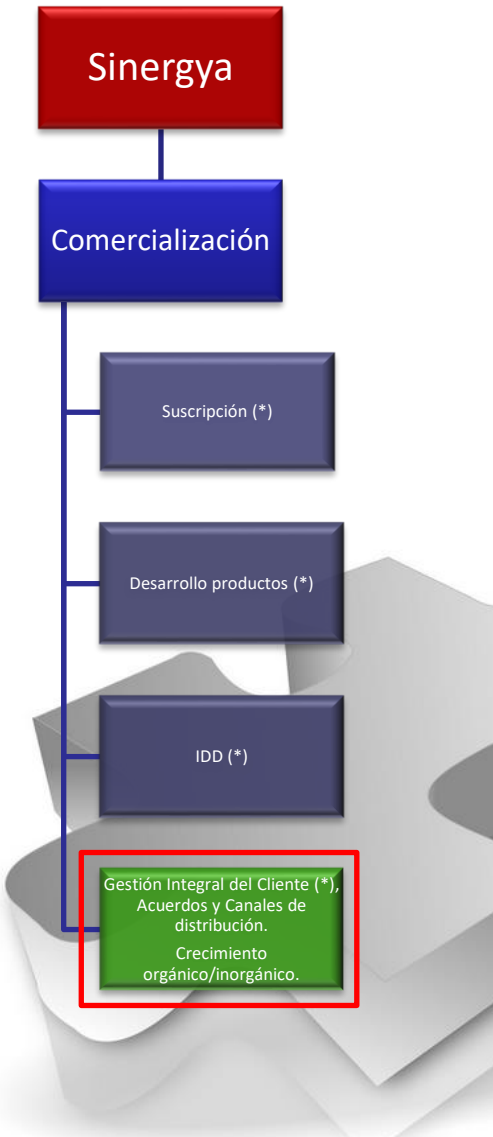 Sinergya
Comercialización
Suscripción (*)
Desarrollo productos (*)
IDD (*)
Gestión Integral del Cliente (*),
Acuerdos y Canales de
distribución.
Crecimiento
orgánico/inorgánico.